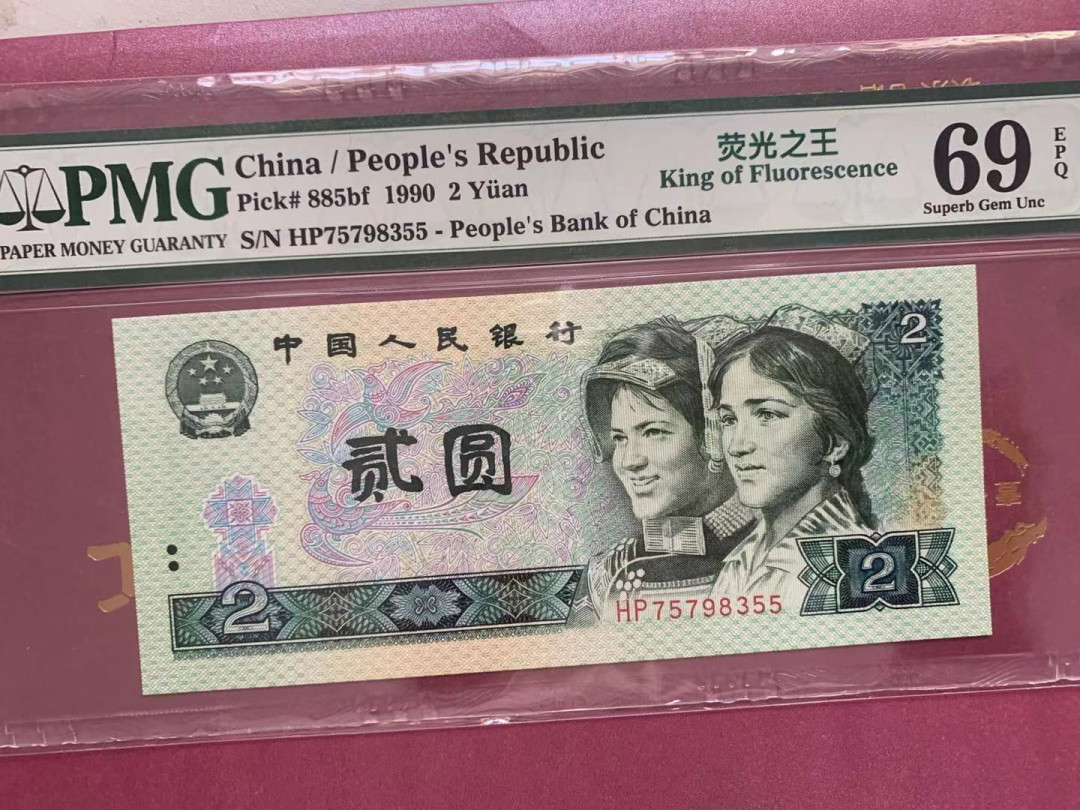 PMG
PAPER MONEY GUARANTY
China / People's Republic
Pick# 885bf 1990 2 Yüan
S/N HP75798355 - People's Bank of China
荧光之王
King of Fluorescence
69
EPQ
Superb Gem Unc
中国人民银行
2
贰圆
2
HP75798355
2